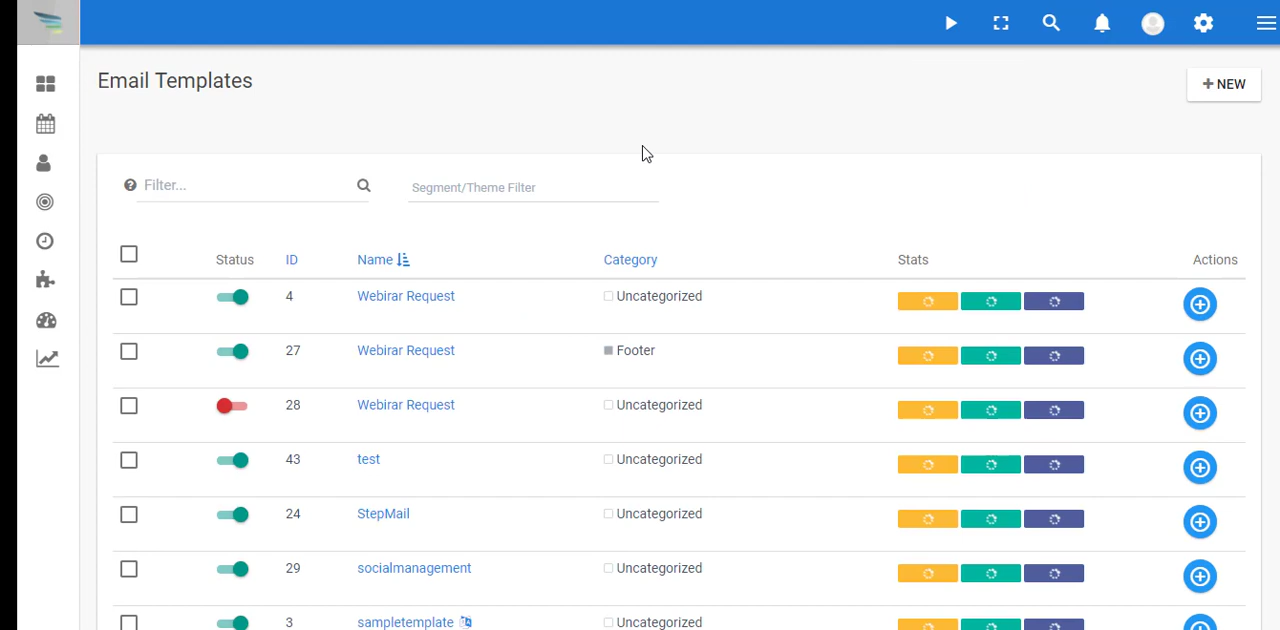 Email Templates
+ NEW
Filter...
Segment/Theme Filter
Status ID Name Category Stats Actions
4 Webirar Request Uncategorized
27 Webirar Request Footer
28 Webirar Request Uncategorized
43 test Uncategorized
24 StepMail Uncategorized
29 socialmanagement Uncategorized
3 sampletemplate Uncategorized